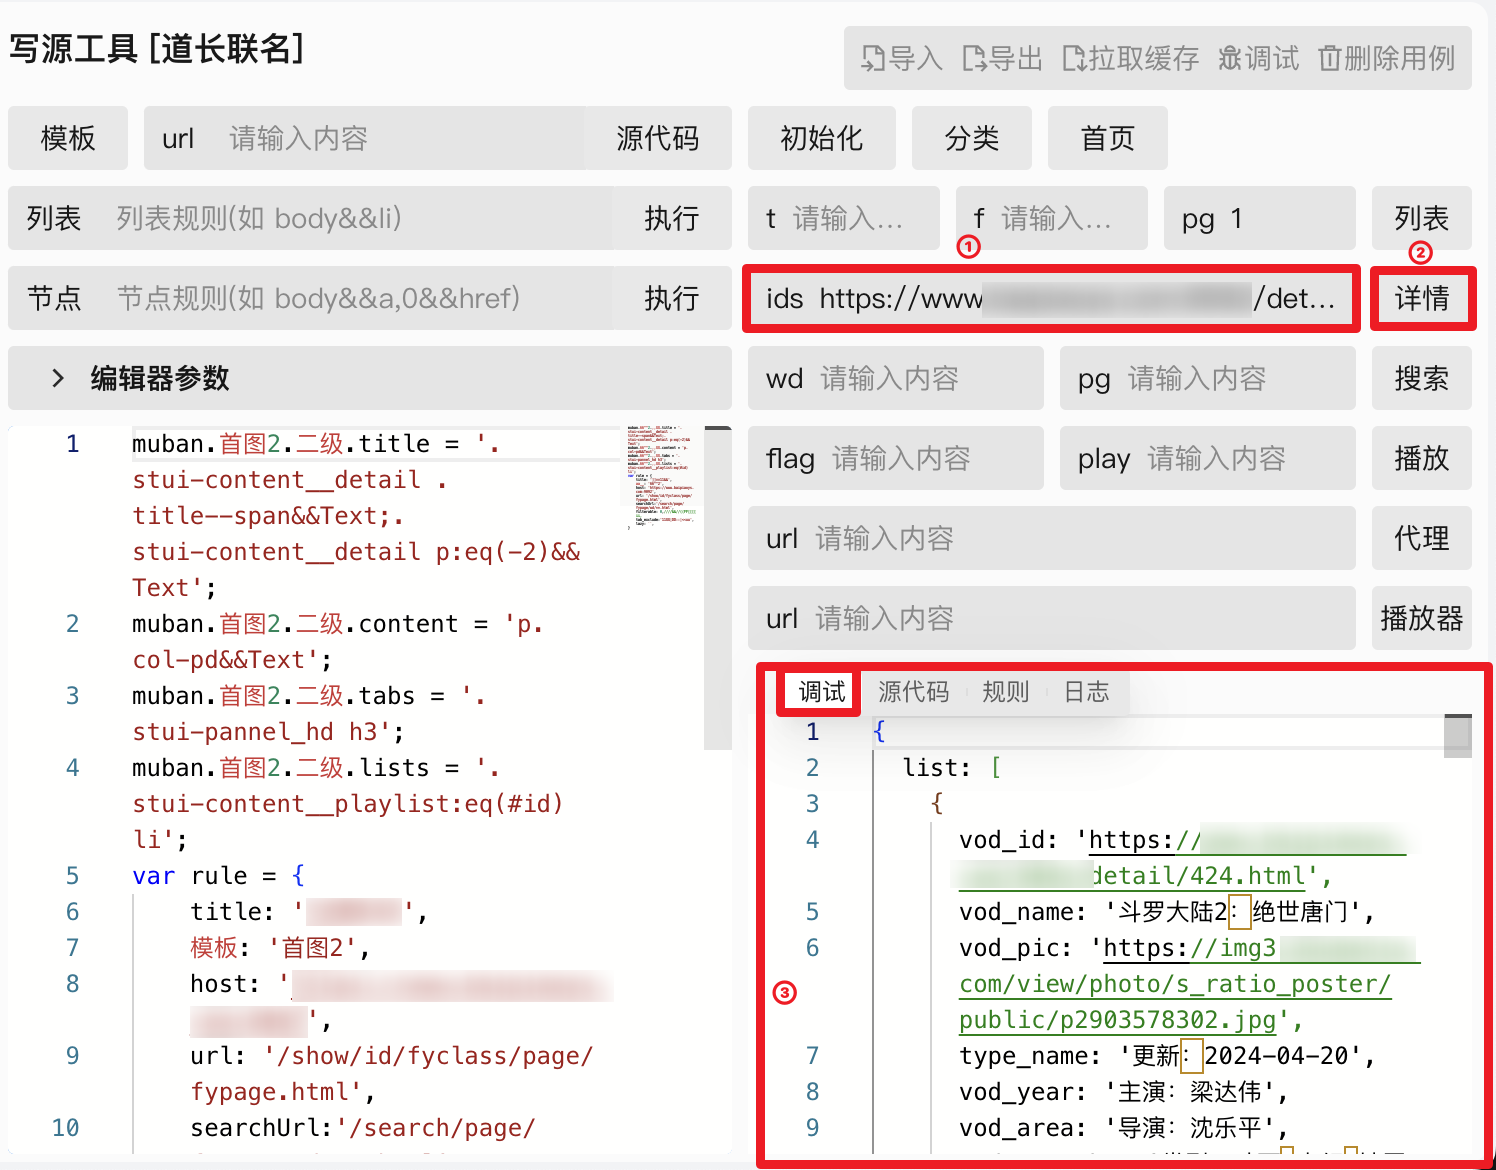 写源工具 [道长联名]
导入 导出 拉取缓存 调试 删除用例
模板 url 请输入内容 源代码 初始化 分类 首页
列表 列表规则(如 body&&li) 执行 t 请输入... f 请输入... pg 1 列表
① ②
节点 节点规则(如 body&&a,0&&href) 执行 ids https://www /det... 详情
编辑器参数 wd 请输入内容 pg 请输入内容 搜索
flag 请输入内容 play 请输入内容 播放
url 请输入内容 代理
url 请输入内容 播放器
1 muban.首图2.二级.title = '.
stui-content__detail .
title--span&&Text;.
stui-content__detail p:eq(-2)&&
Text';
2 muban.首图2.二级.content = 'p.
col-pd&&Text';
3 muban.首图2.二级.tabs = '.
stui-pannel_hd h3';
4 muban.首图2.二级.lists = '.
stui-content__playlist:eq(#id)
li';
5 var rule = {
6 title: '',
7 模板: '首图2',
8 host: '
',
9 url: '/show/id/fyclass/page/
fypage.html',
10 searchUrl:'/search/page/
调试 源代码 规则 日志
1 {
2 list: [
3 {
4 vod_id: 'https://
detail/424.html',
5 vod_name: '斗罗大陆2：绝世唐门',
6 vod_pic: 'https://img3
com/view/photo/s_ratio_poster/
public/p2903578302.jpg',
③
7 type_name: '更新：2024-04-20',
8 vod_year: '主演：梁达伟',
9 vod_area: '导演：沈乐平',